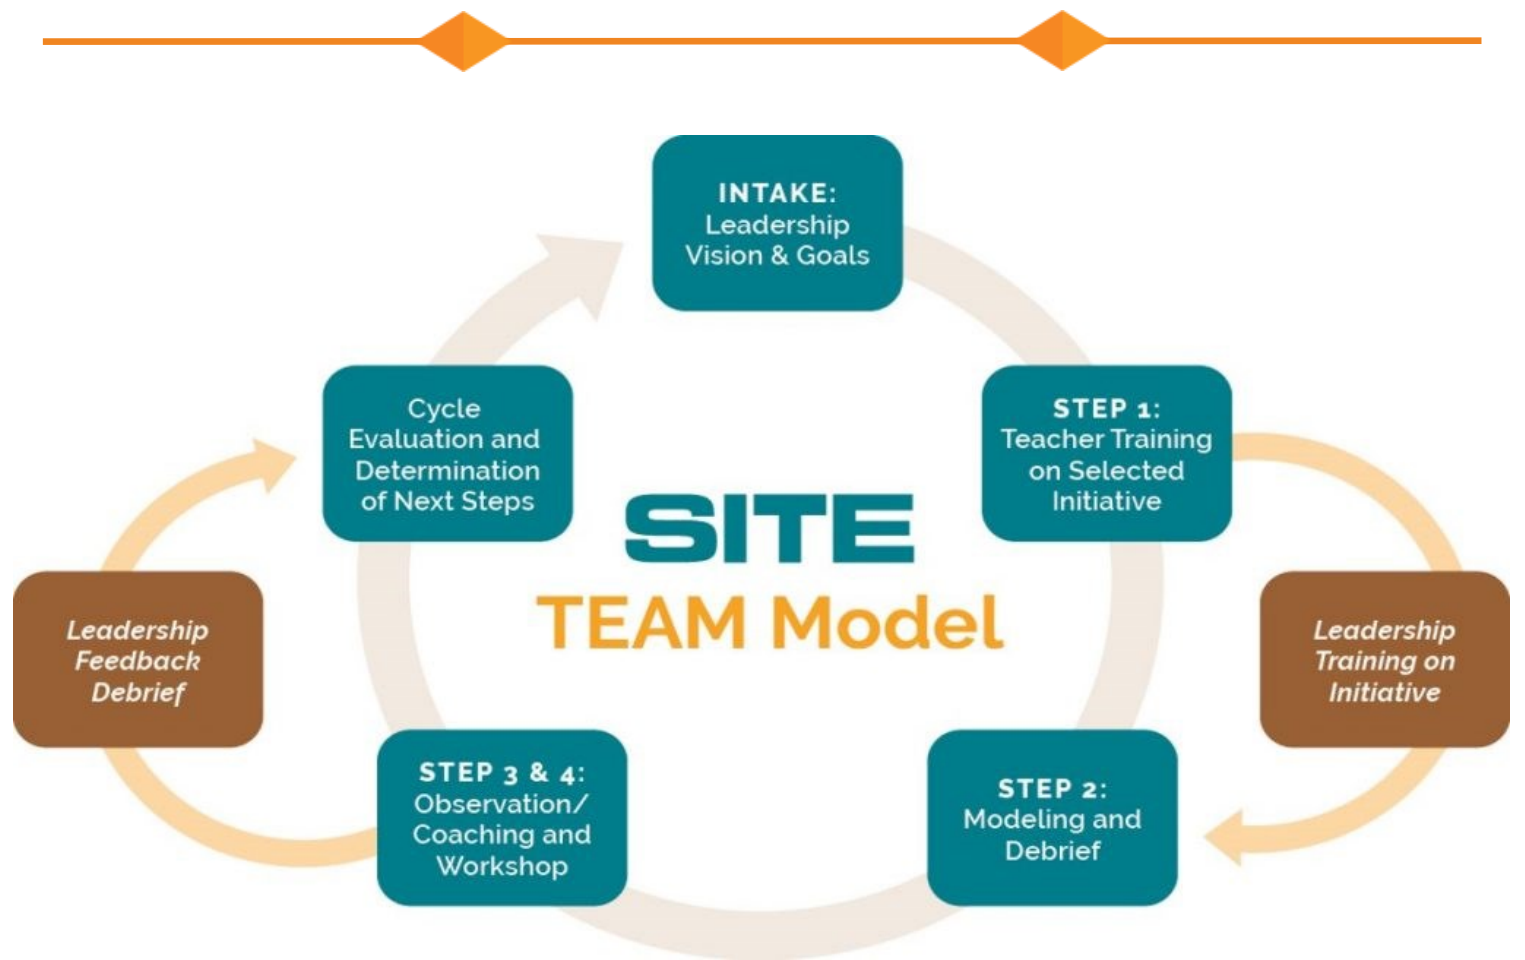 INTAKE:
Leadership
Vision & Goals
STEP 1:
Teacher Training
on Selected
Initiative
Leadership
Training on
Initiative
STEP 2:
Modeling and
Debrief
STEP 3 & 4:
Observation/
Coaching and
Workshop
Leadership
Feedback
Debrief
Cycle
Evaluation and
Determination
of Next Steps
SITE
TEAM Model